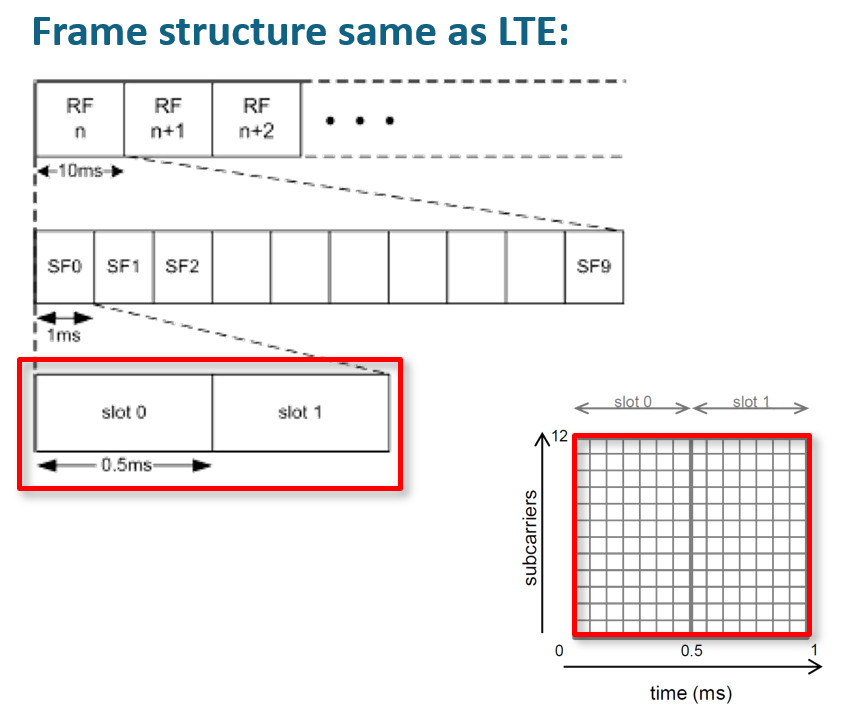 Frame structure same as LTE:
RF n
RF n+1
RF n+2
• • •
10ms
SF0
SF1
SF2
SF9
1ms
slot 0
slot 1
0.5ms
slot 0
slot 1
12
subcarriers
0
0.5
1
time (ms)